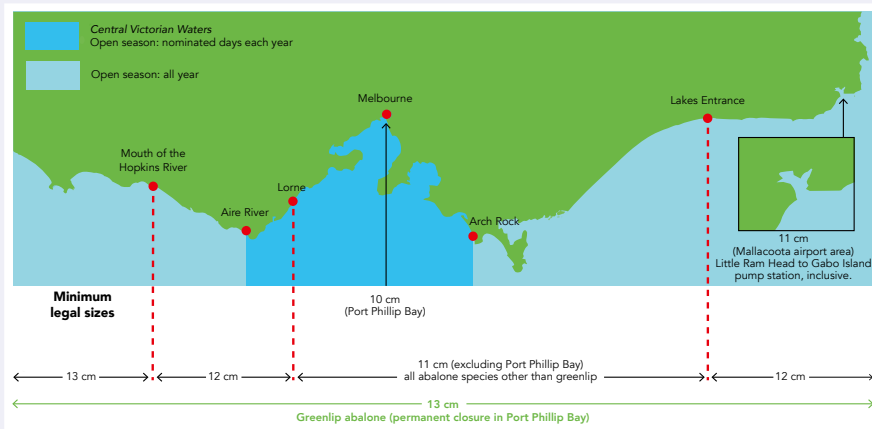 Central Victorian Waters
Open season: nominated days each year
Open season: all year
Melbourne
Lakes Entrance
Mouth of the
Hopkins River
Lorne
Aire River
Arch Rock
11 cm
(Mallacoota airport area)
Little Ram Head to Gabo Island
pump station, inclusive.
Minimum
legal sizes
10 cm
(Port Phillip Bay)
13 cm
12 cm
11 cm (excluding Port Phillip Bay)
all abalone species other than greenlip
12 cm
13 cm
Greenlip abalone (permanent closure in Port Phillip Bay)